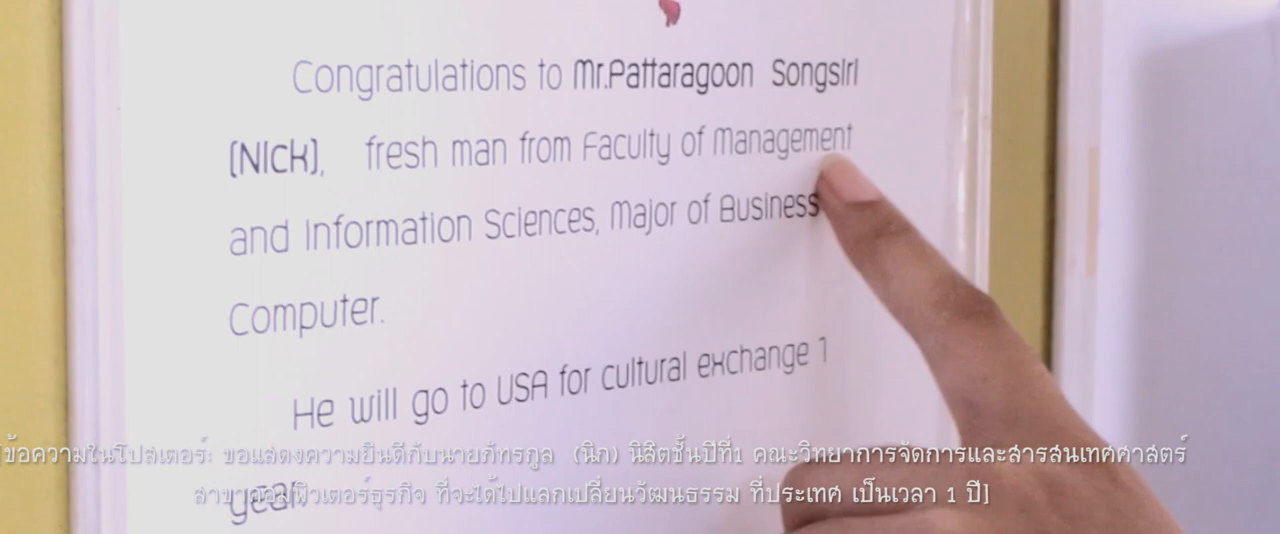 Congratulations to Mr.Pattaragoon Songsiri
(Nick), fresh man from Faculty of Management
and Information Sciences, Major of Business
Computer.
He will go to USA for cultural exchange 1
year.
[ข้อความในโปสเตอร์: ขอแสดงความยินดีกับนายภัทรกูล (นิก) นิสิตชั้นปีที่1 คณะวิทยาการจัดการและสารสนเทศศาสตร์
สาขาคอมพิวเตอร์ธุรกิจ ที่จะได้ไปแลกเปลี่ยนวัฒนธรรม ที่ประเทศ เป็นเวลา 1 ปี]